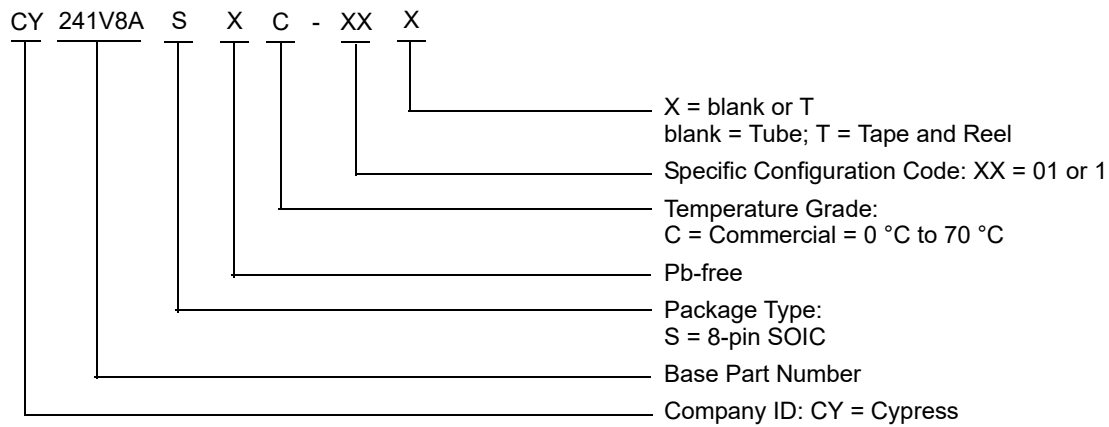 CY 241V8A S X C - XX X
X = blank or T
blank = Tube; T = Tape and Reel
Specific Configuration Code: XX = 01 or 1
Temperature Grade:
C = Commercial = 0 °C to 70 °C
Pb-free
Package Type:
S = 8-pin SOIC
Base Part Number
Company ID: CY = Cypress